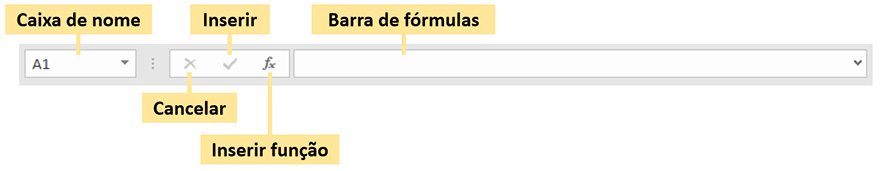 Caixa de nome
Inserir
Barra de fórmulas
A1
fx
Cancelar
Inserir função